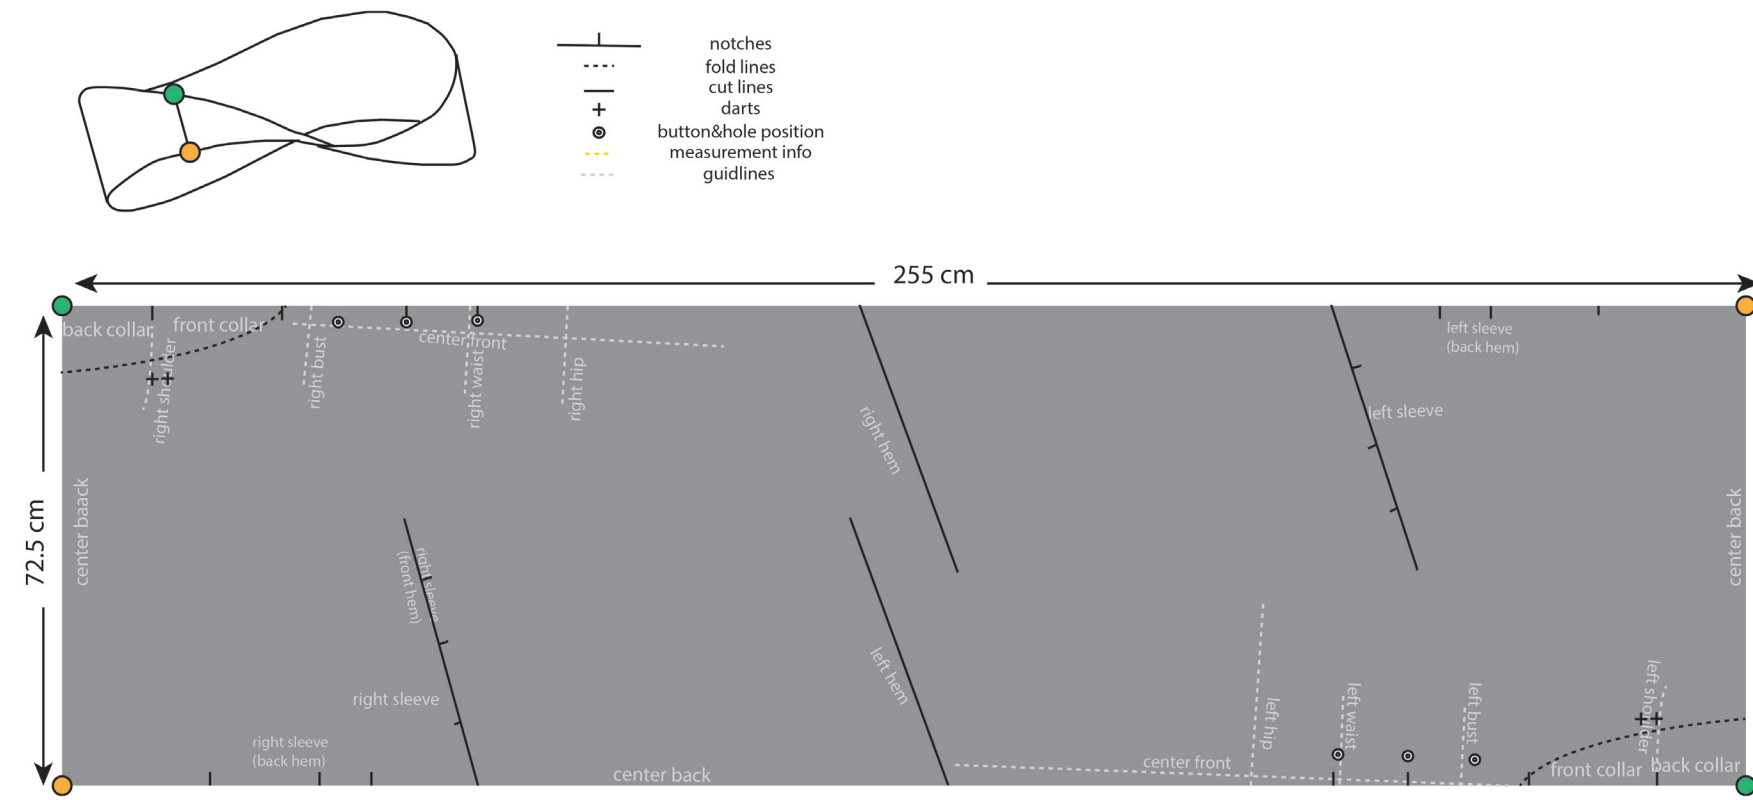 notches
fold lines
cut lines
darts
button&hole position
measurement info
guidlines
255 cm
72.5 cm
back collar
front collar
right shoulder
right bust
center front
right waist
right hip
right hem
left sleeve
(back hem)
left sleeve
center baack
center back
right sleeve
(front hem)
right sleeve
right sleeve
(back hem)
center back
left hem
center front
left hip
left waist
left bust
left shoulder
front collar
back collar